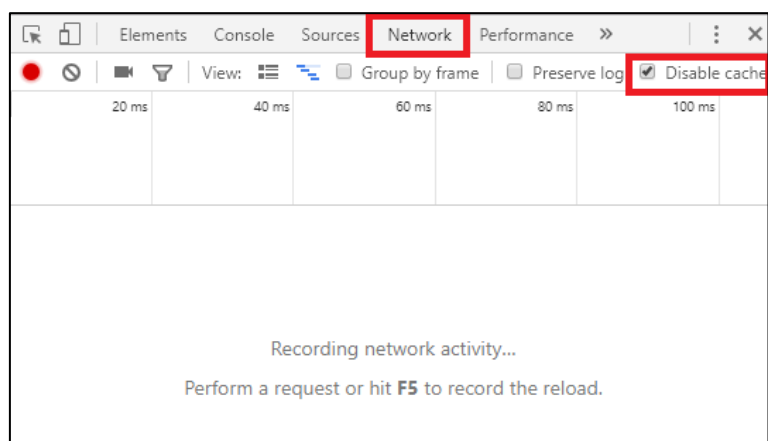 Elements Console Sources Network Performance »
View: Group by frame Preserve log Disable cache
20 ms 40 ms 60 ms 80 ms 100 ms
Recording network activity...
Perform a request or hit F5 to record the reload.